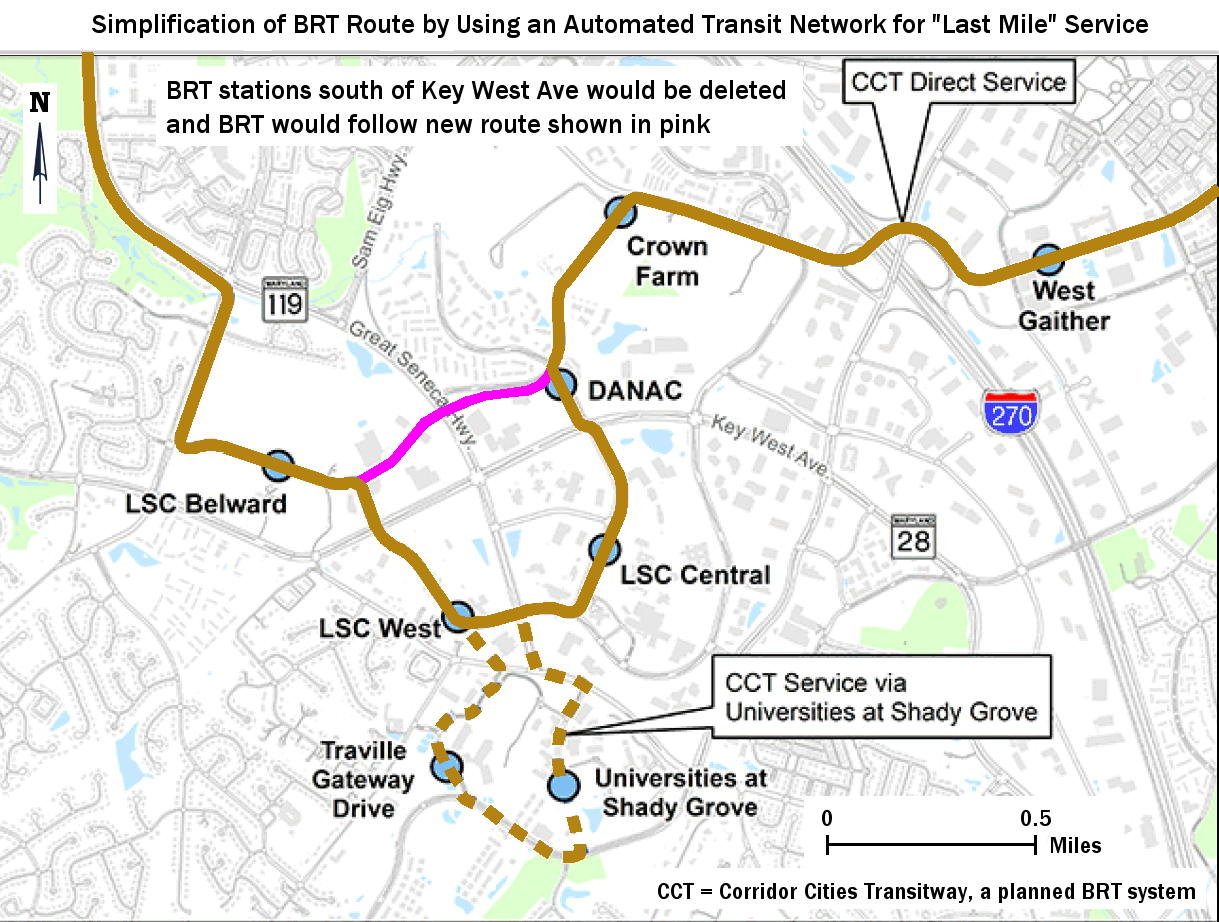 Simplification of BRT Route by Using an Automated Transit Network for "Last Mile" Service
BRT stations south of Key West Ave would be deleted
and BRT would follow new route shown in pink
CCT Direct Service
N
Sam Eig Hwy.
Crown
Farm
West
Gaither
MARYLAND
119
Great Seneca Hwy.
DANAC
270
Key West Ave.
LSC Belward
MARYLAND
28
LSC Central
LSC West
CCT Service via
Universities at Shady Grove
Traville
Gateway
Drive
Universities at
Shady Grove
0 0.5
Miles
CCT = Corridor Cities Transitway, a planned BRT system